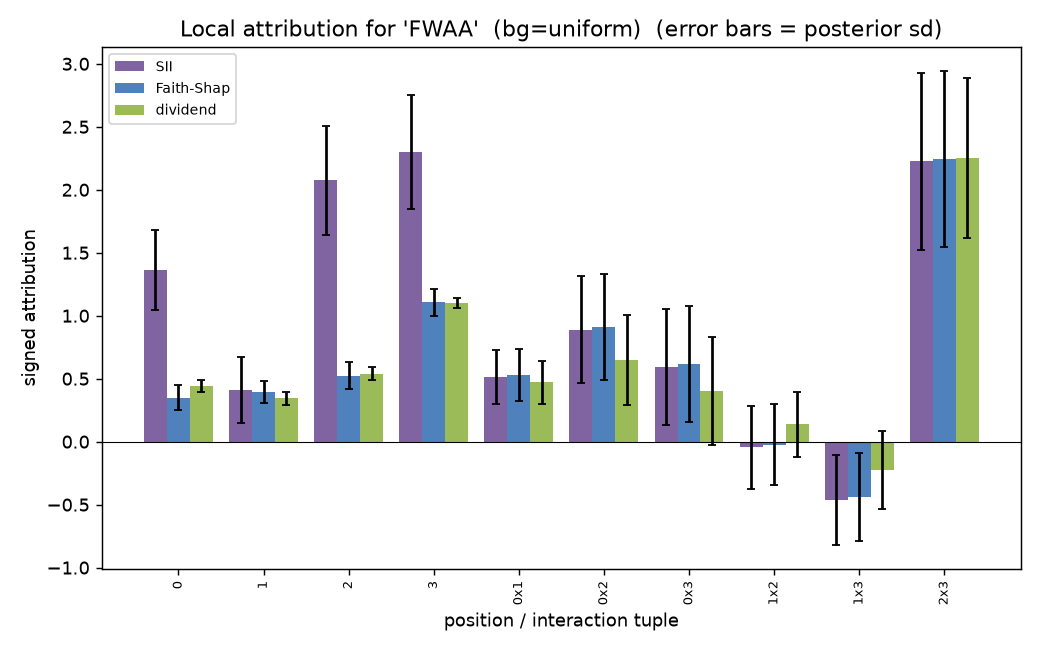 Local attribution for 'FWAA'  (bg=uniform)  (error bars = posterior sd)
SII
Faith-Shap
dividend
signed attribution
3.0
2.5
2.0
1.5
1.0
0.5
0.0
−0.5
−1.0
0
1
2
3
0x1
0x2
0x3
1x2
1x3
2x3
position / interaction tuple